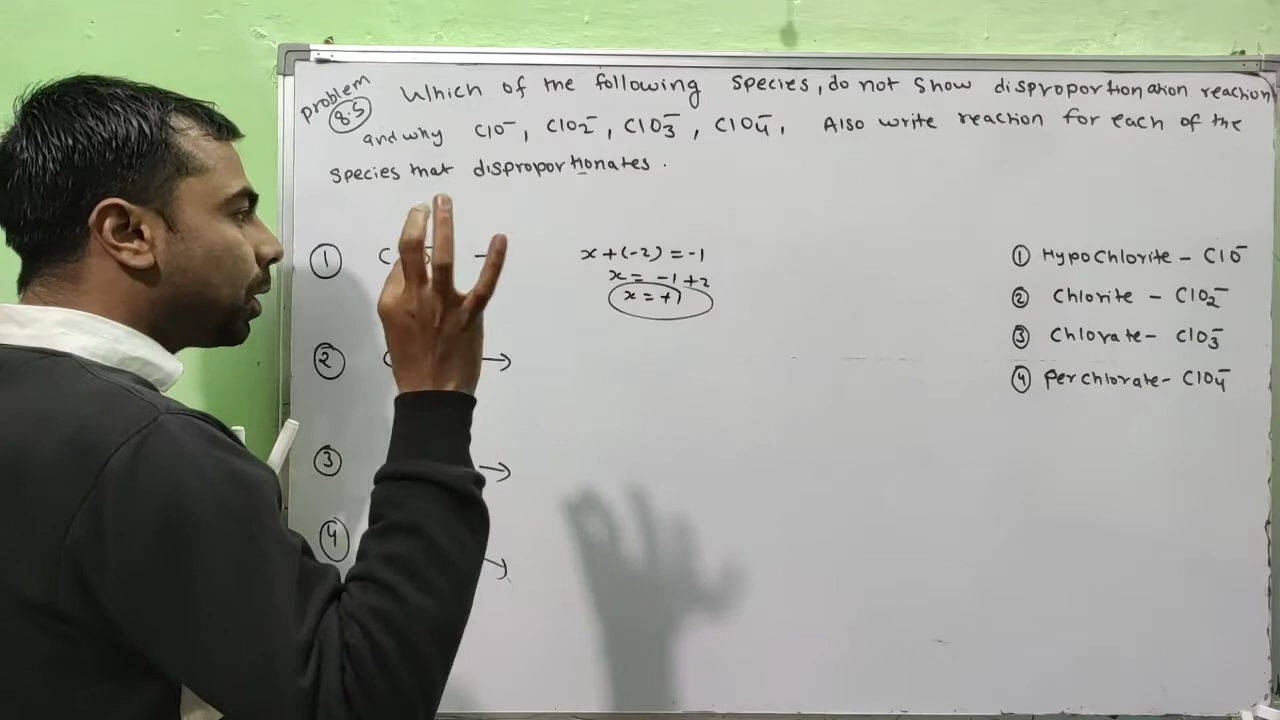 problem 8.5 Which of the following species, do not show disproportionation reaction
and why ClO⁻, ClO₂⁻, ClO₃⁻, ClO₄⁻. Also write reaction for each of the
species that disproportionates.
① →
x+(-2) = -1
x = -1+2
x = +1
② →
③ →
④ →
① Hypochlorite - ClO⁻
② Chlorite - ClO₂⁻
③ Chlorate - ClO₃⁻
④ perchlorate - ClO₄⁻